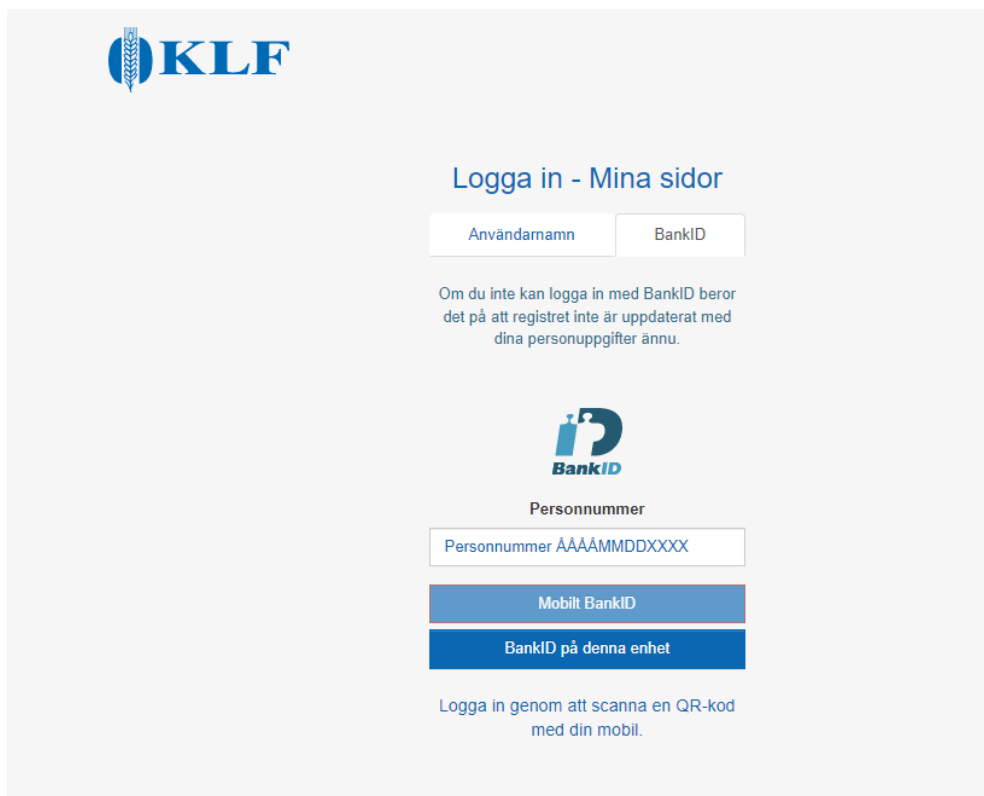 KLF
Logga in - Mina sidor
Användarnamn
BankID
Om du inte kan logga in med BankID beror
det på att registret inte är uppdaterat med
dina personuppgifter ännu.
BankID
Personnummer
Personnummer ÅÅÅÅMMDDXXXX
Mobilt BankID
BankID på denna enhet
Logga in genom att scanna en QR-kod
med din mobil.